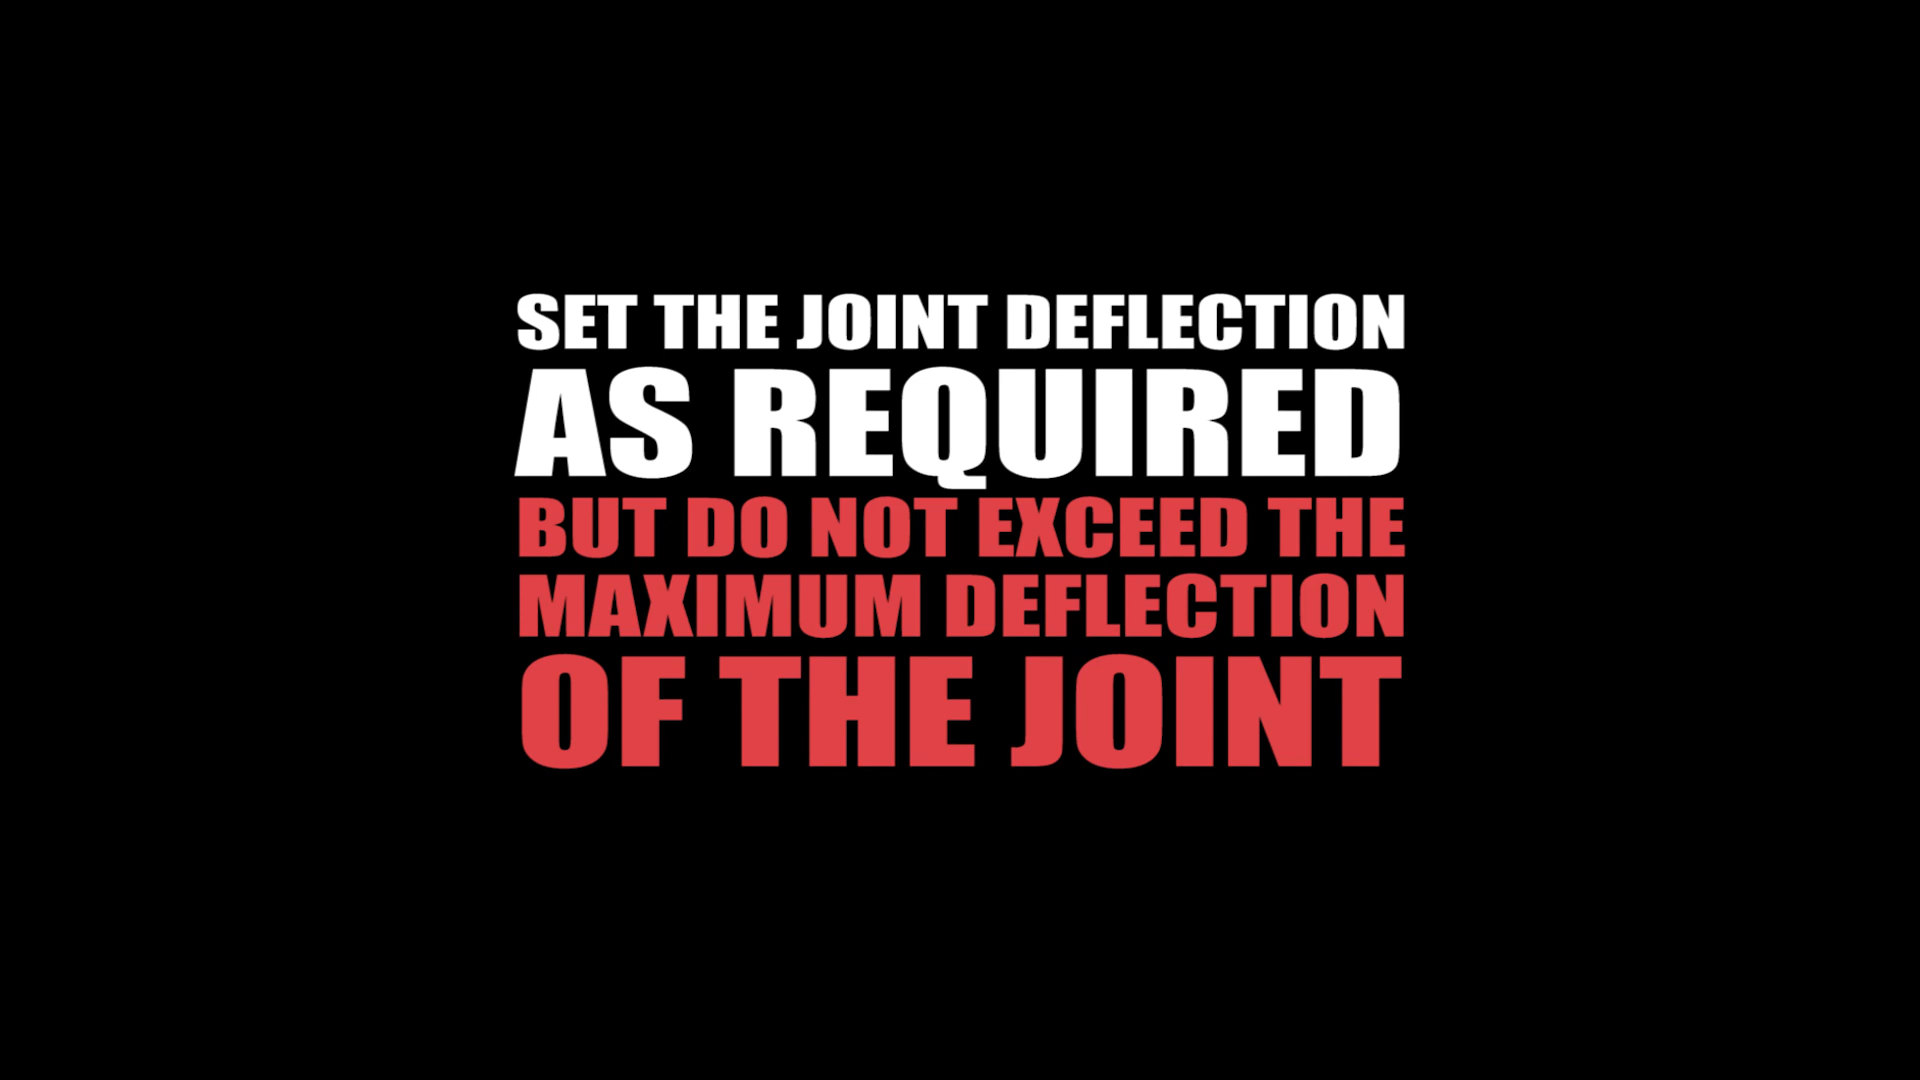 SET THE JOINT DEFLECTION
AS REQUIRED
BUT DO NOT EXCEED THE
MAXIMUM DEFLECTION
OF THE JOINT